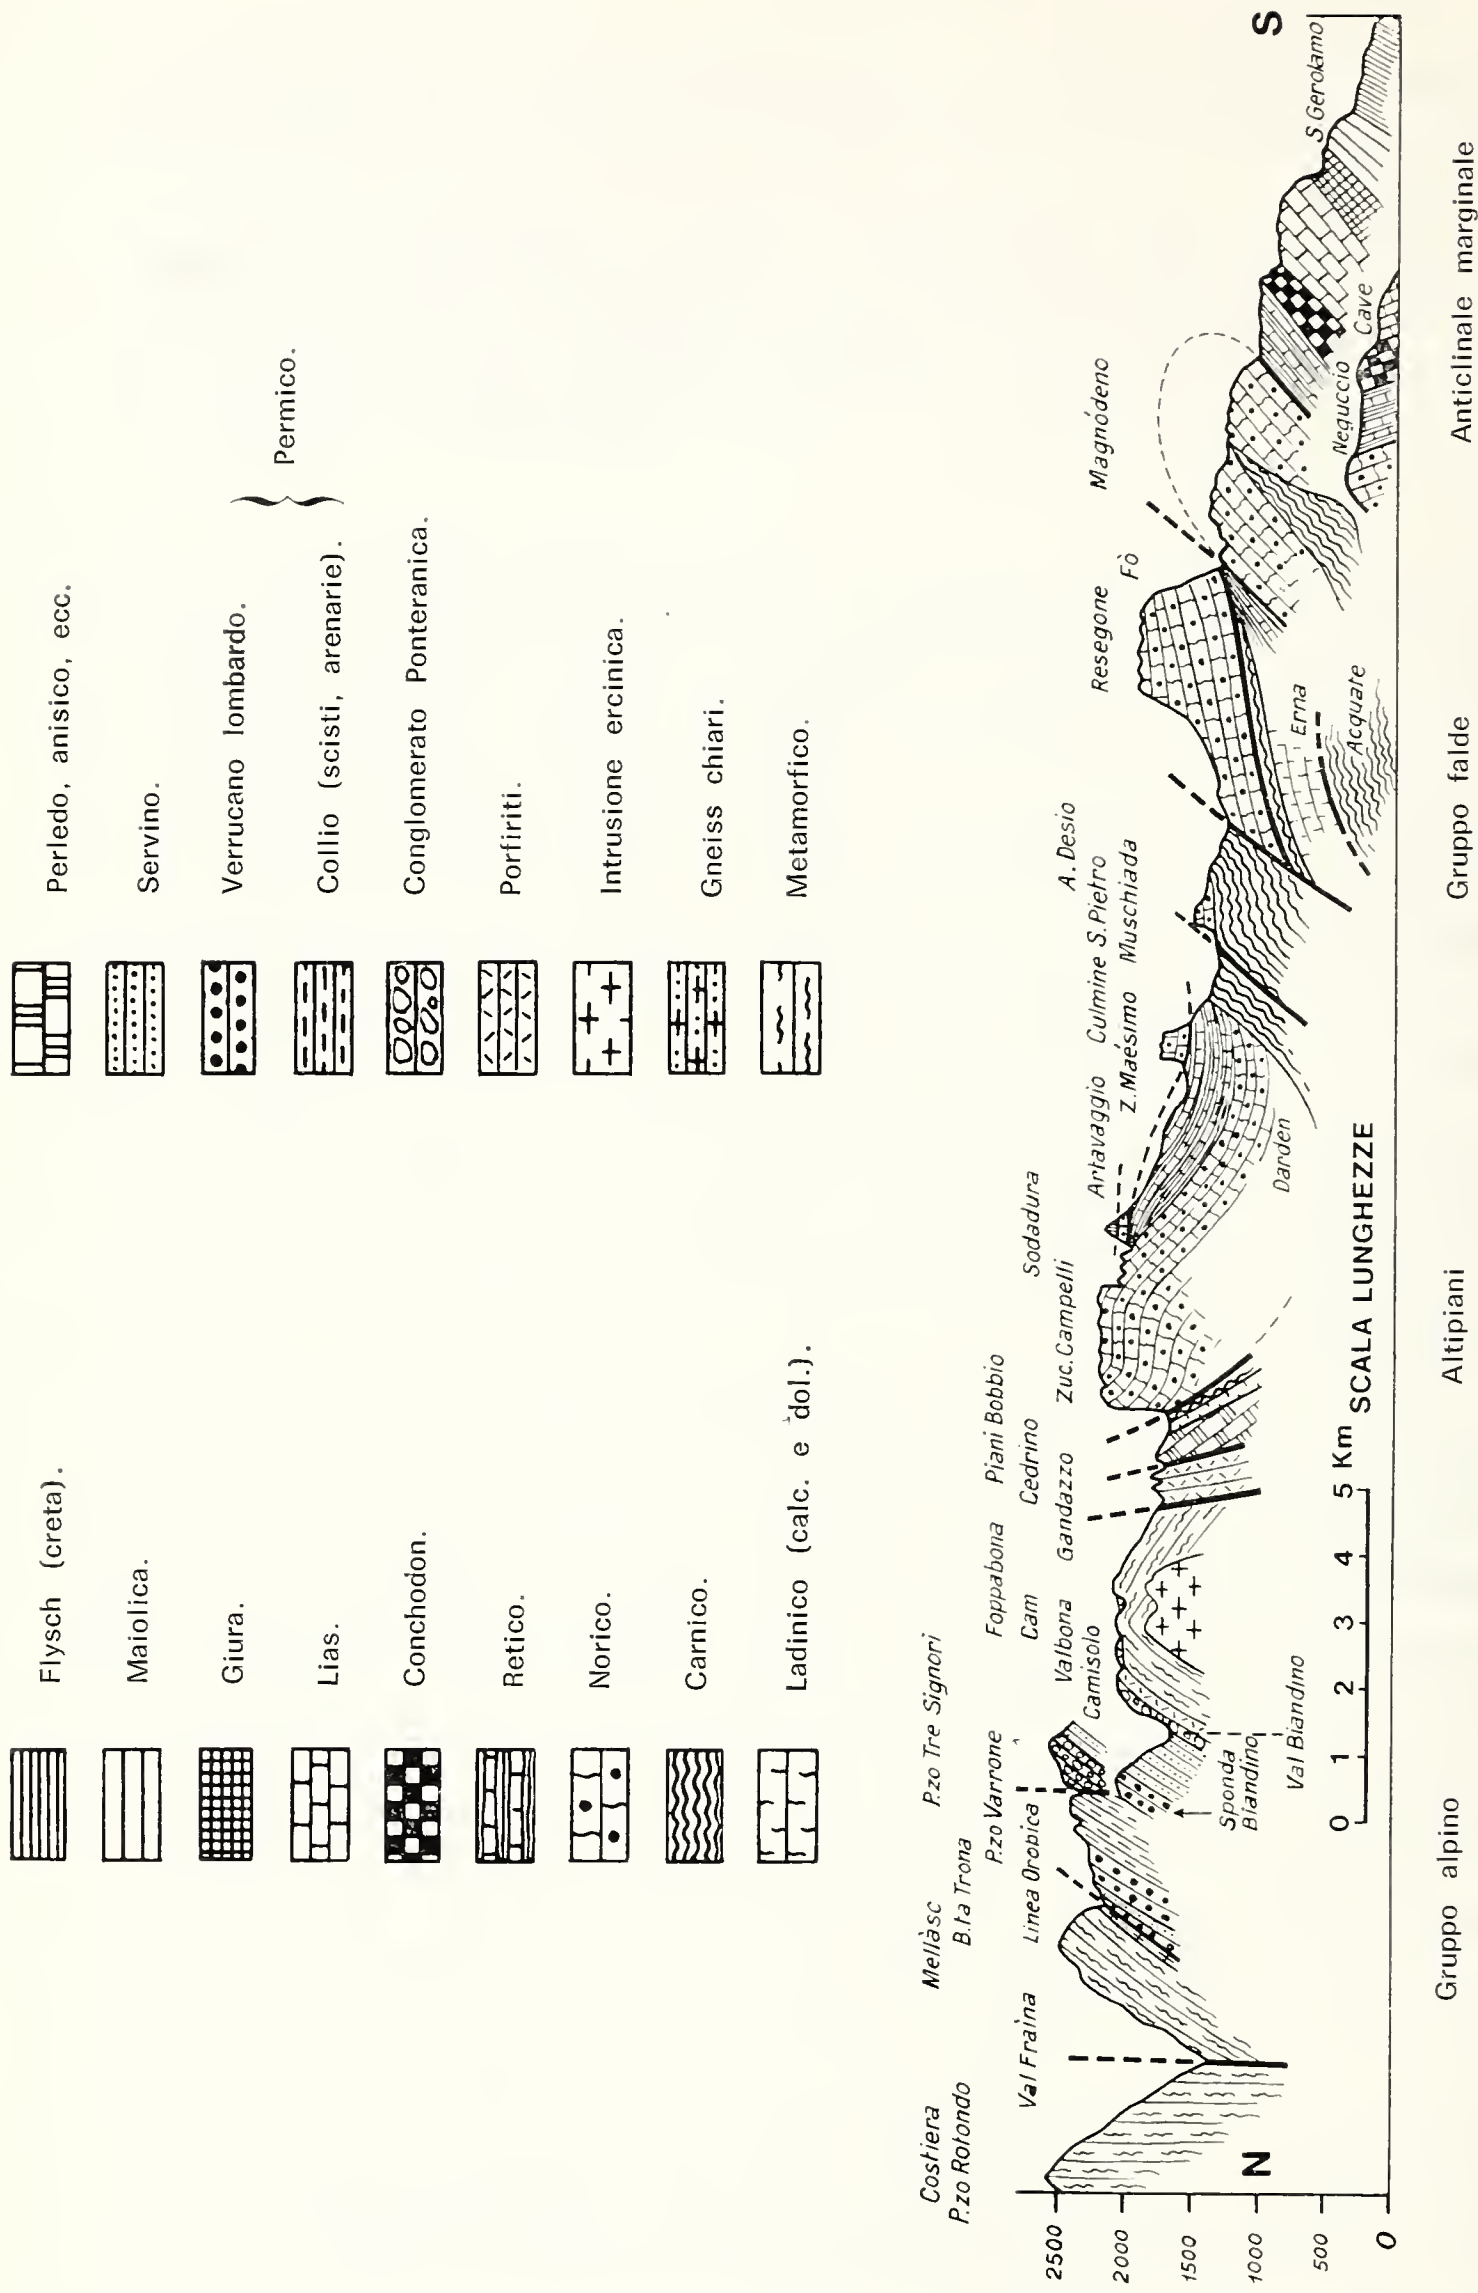 Flysch (creta).
Maiolica.
Giura.
Lias.
Conchodon.
Retico.
Norico.
Carnico.
Ladinico (calc. e dol.).
Perledo, anisico, ecc.
Servino.
Verrucano lombardo.
Collio (scisti, arenarie).
Permico.
Conglomerato Ponteranica.
Porfiriti.
Intrusione ercinica.
Gneiss chiari.
Metamorfico.
Costiera
P.zo Rotondo
Val Fraìna
Mellàsc
B.ta Trona
Linea Orobica
P.zo Tre Signori
P.zo Varrone
Foppabona
Cam
Valbona
Camisolo
Piani Bobbio
Cedrino
Gandazzo
Sodadura
Zuc. Campelli
Artavaggio
Culmine S. Pietro
Z. Maésimo
Muschiada
A. Desio
Resegone
Fò
Magnódeno
S. Gerolamo
S
Neguccio
Cave
Erna
Acquate
Darden
Sponda
Biandino
Val Biandino
N
2500
2000
1500
1000
500
0
0 1 2 3 4 5 Km
SCALA LUNGHEZZE
Gruppo alpino
Altipiani
Gruppo falde
Anticlinale marginale